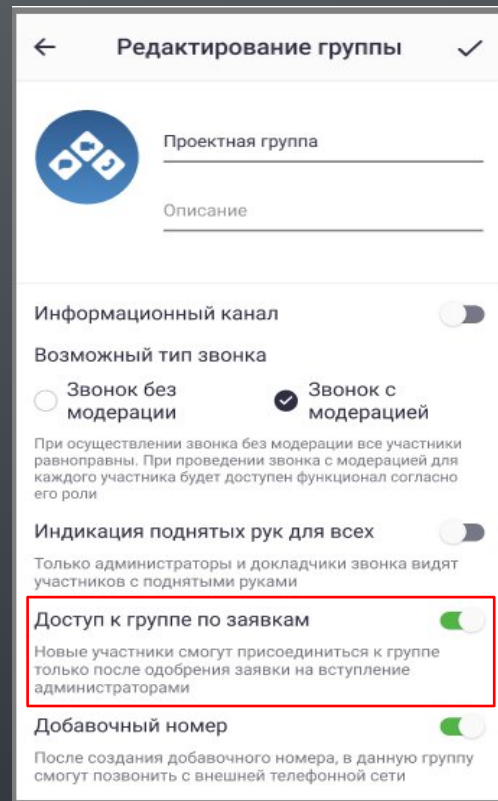 Редактирование группы
Проектная группа
Описание
Информационный канал
Возможный тип звонка
Звонок без
модерации
Звонок с
модерацией
При осуществлении звонка без модерации все участники
равноправны. При проведении звонка с модерацией для
каждого участника будет доступен функционал согласно
его роли
Индикация поднятых рук для всех
Только администраторы и докладчики звонка видят
участников с поднятыми руками
Доступ к группе по заявкам
Новые участники смогут присоединиться к группе
только после одобрения заявки на вступление
администраторами
Добавочный номер
После создания добавочного номера, в данную группу
смогут позвонить с внешней телефонной сети